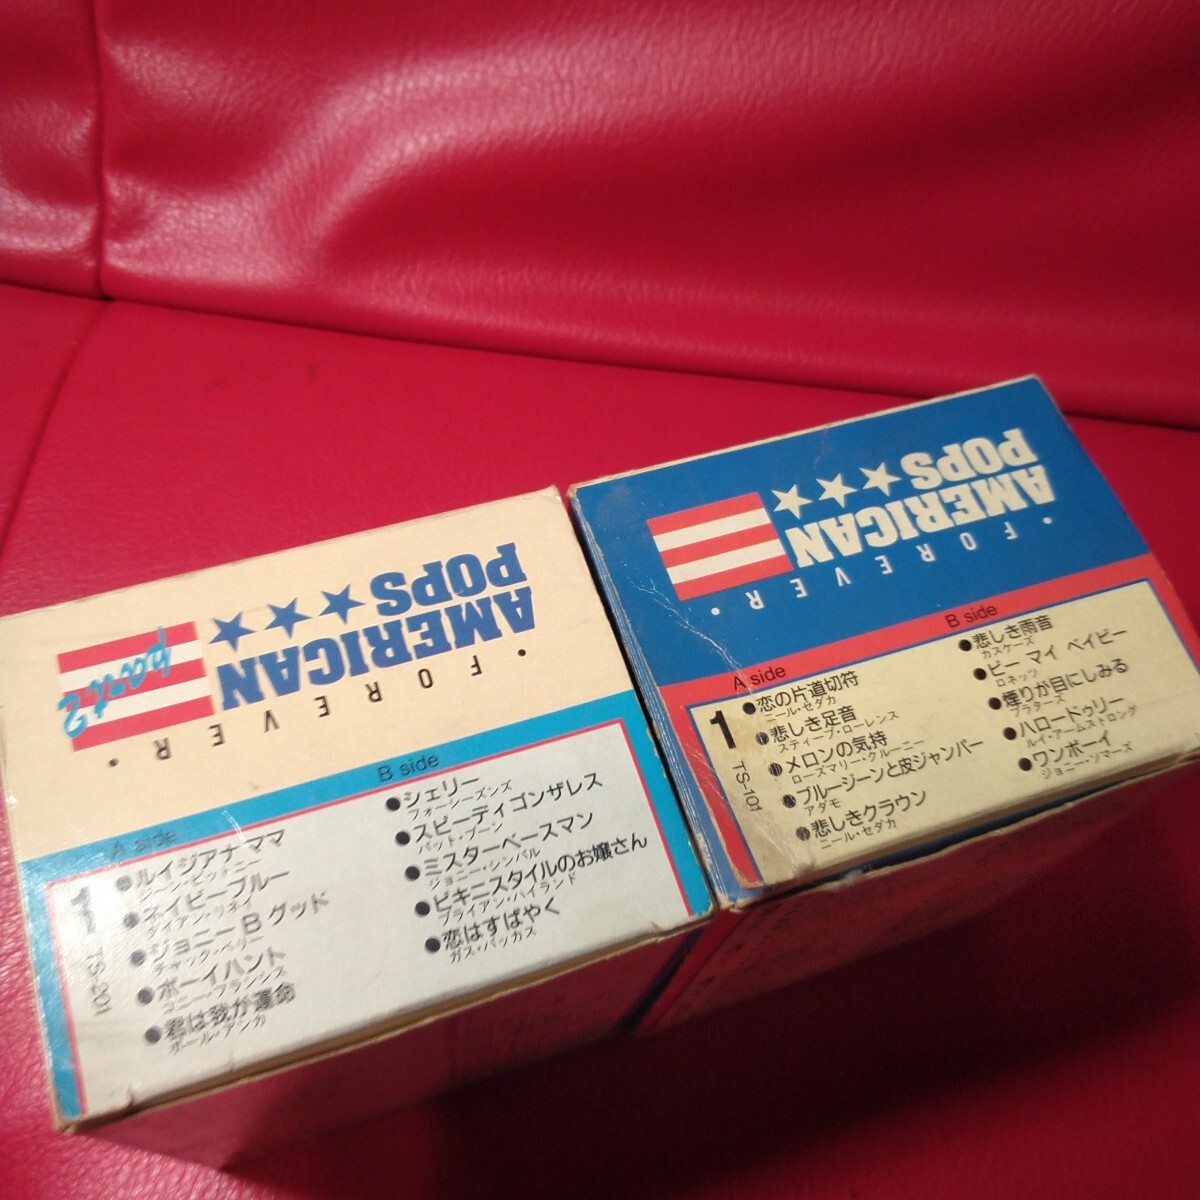 AMERICAN
POPS
★★★
• FOREVER •
part 2
A side
1
TS-201
●ルイジアナ ママ
ジーン・ピットニー
●ネイビーブルー
ダイアン・リネイ
●ジョニー B グッド
チャック・ベリー
●ボーイハント
コニー・フランシス
●君は我が運命
ポール・アンカ
B side
●シェリー
フォーシーズンズ
●スピーディ ゴンザレス
パット・ブーン
●ミスターベースマン
ジョニー・シンバル
●ビキニスタイルのお嬢さん
ブライアン・ハイランド
●恋はすばやく
ガス・バッカス
AMERICAN
POPS
★★★
• FOREVER •
A side
1
TS-101
●恋の片道切符
ニール・セダカ
●悲しき足音
スティーブ・ローレンス
●メロンの気持
ローズマリー・クルーニー
●ブルージーンと皮ジャンパー
アダモ
●悲しきクラウン
ニール・セダカ
B side
●悲しき雨音
カスケーズ
●ビー マイ ベイビー
ロネッツ
●煙りが目にしみる
プラターズ
●ハロードゥリー
ルイ・アームストロング
●ワンボーイ
ジョニー・ソマーズ